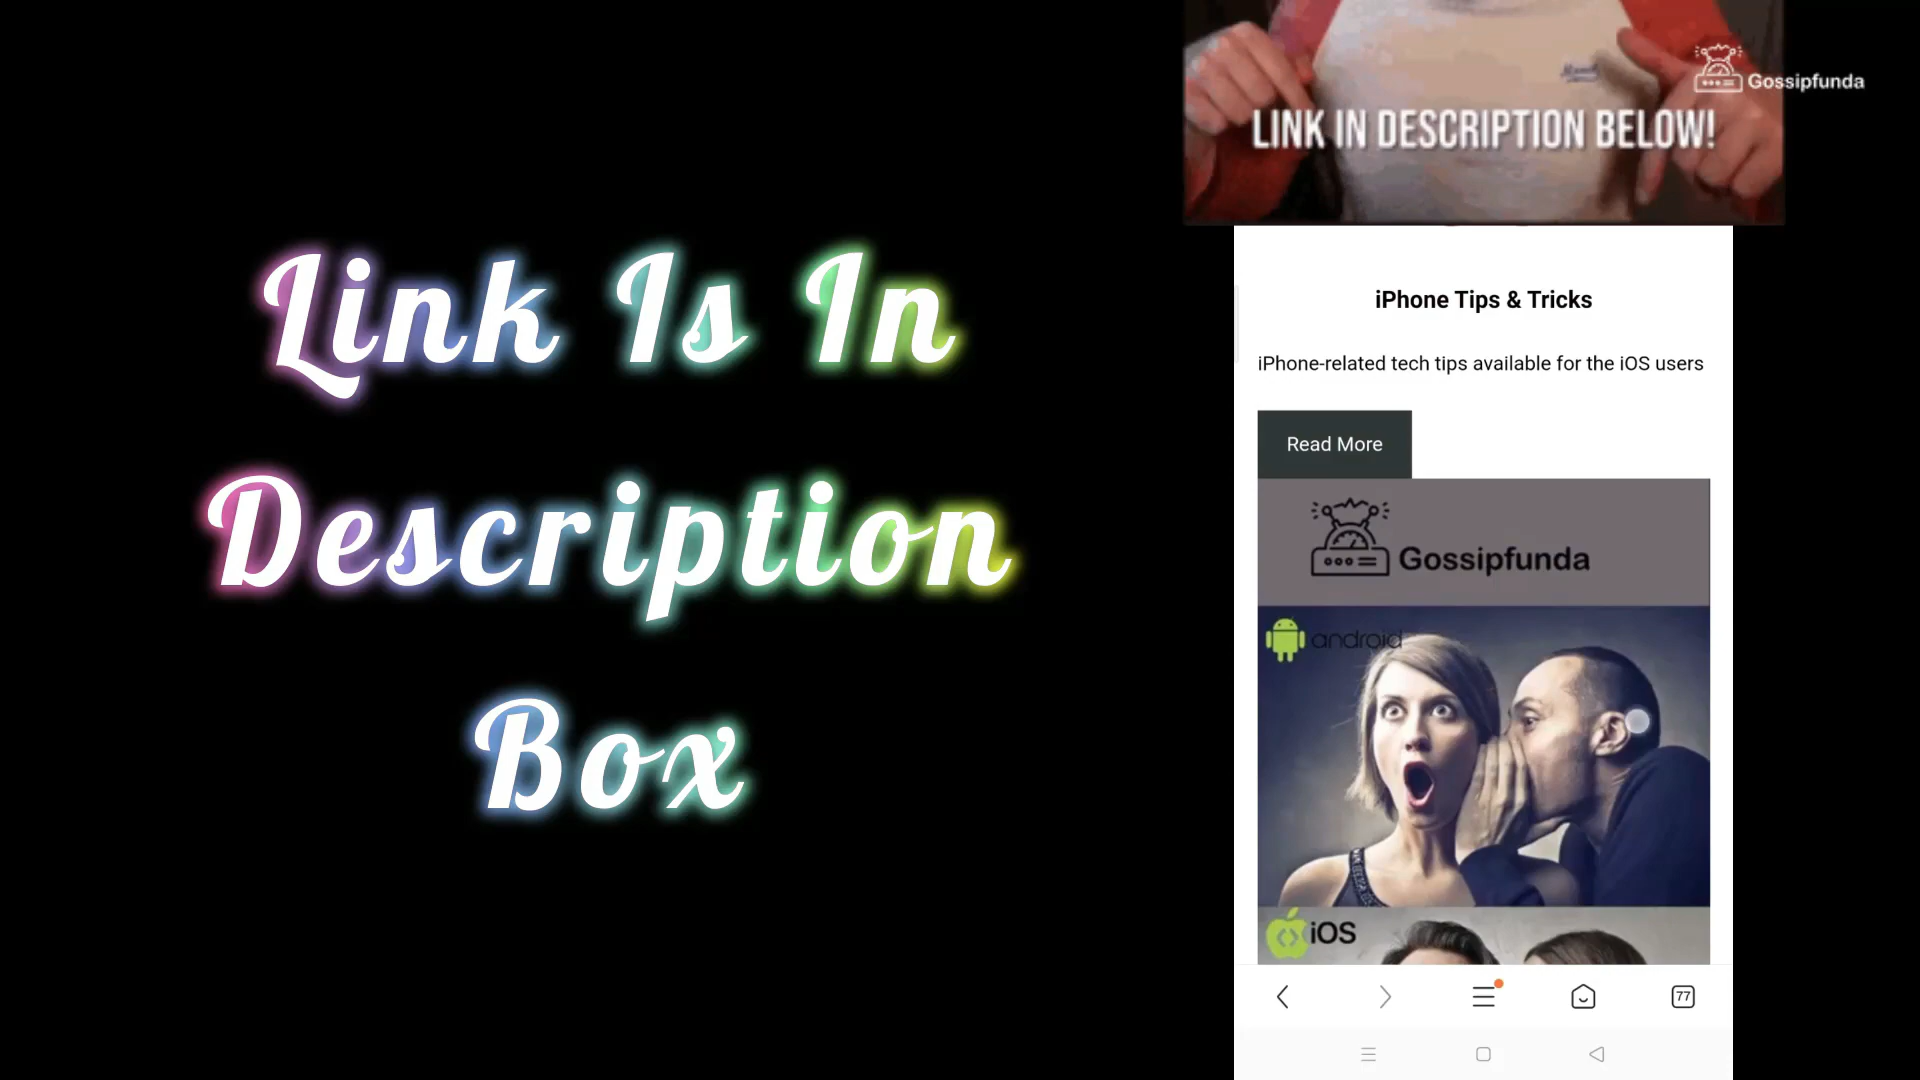 Link Is In
Description
Box
Gossipfunda
LINK IN DESCRIPTION BELOW!
iPhone Tips & Tricks
iPhone-related tech tips available for the iOS users
Read More
Gossipfunda
android
iOS
77